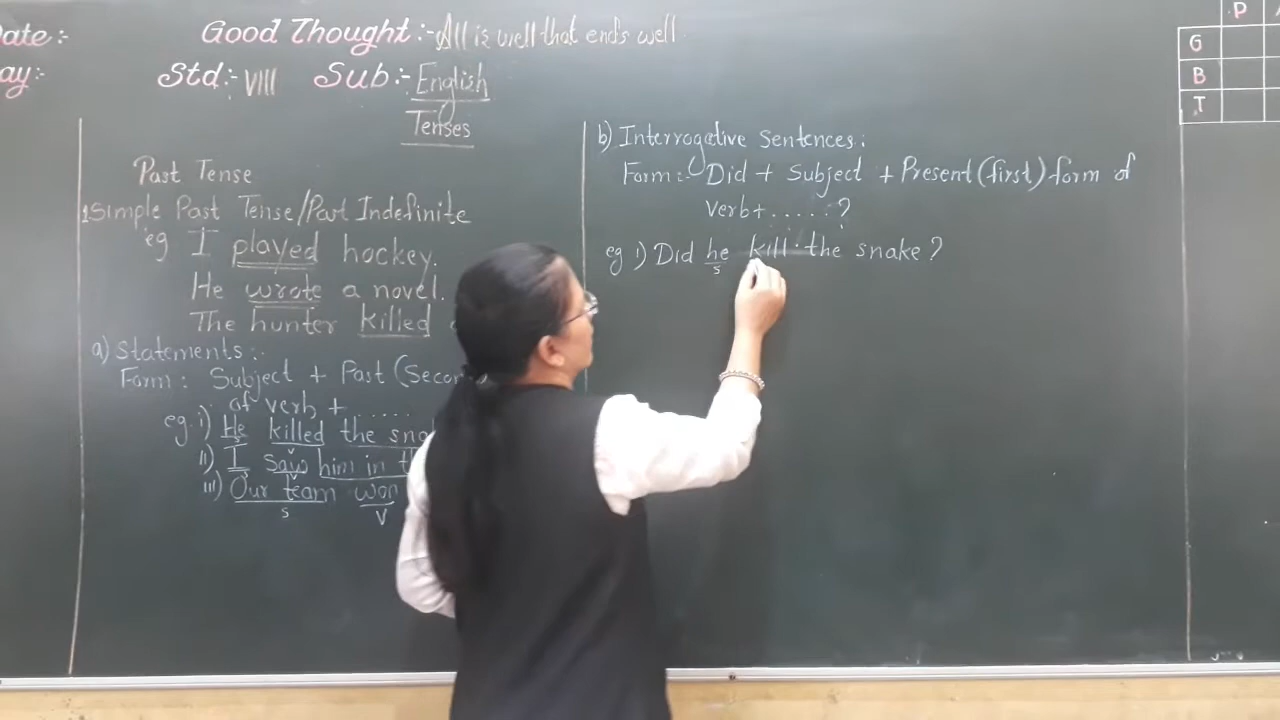 ate :-
Good Thought :- All is well that ends well
P
ay:-
Std:- VIII Sub:- English
Tenses
G
B
T
Past Tense
1 Simple Past Tense/Past Indefinite
eg I played hockey.
He wrote a novel.
The hunter killed
a) Statements :-
Form : Subject + Past (Secon
of verb + .....
eg. i) He killed the sna
s v
ii) I saw him in t
s v
iii) Our team won
s v
b) Interrogative Sentences :
Form :- Did + Subject + Present (first) form of
Verb + ..... ?
eg i) Did he kill the snake ?
s